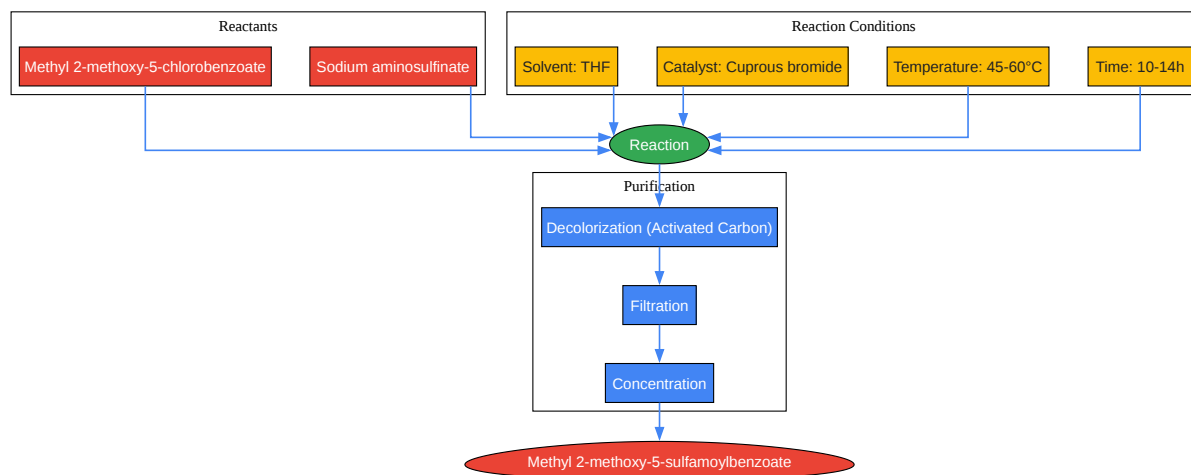 Reactants
Reaction Conditions
Methyl 2-methoxy-5-chlorobenzoate
Sodium aminosulfinate
Solvent: THF
Catalyst: Cuprous bromide
Temperature: 45-60°C
Time: 10-14h
Reaction
Purification
Decolorization (Activated Carbon)
Filtration
Concentration
Methyl 2-methoxy-5-sulfamoylbenzoate